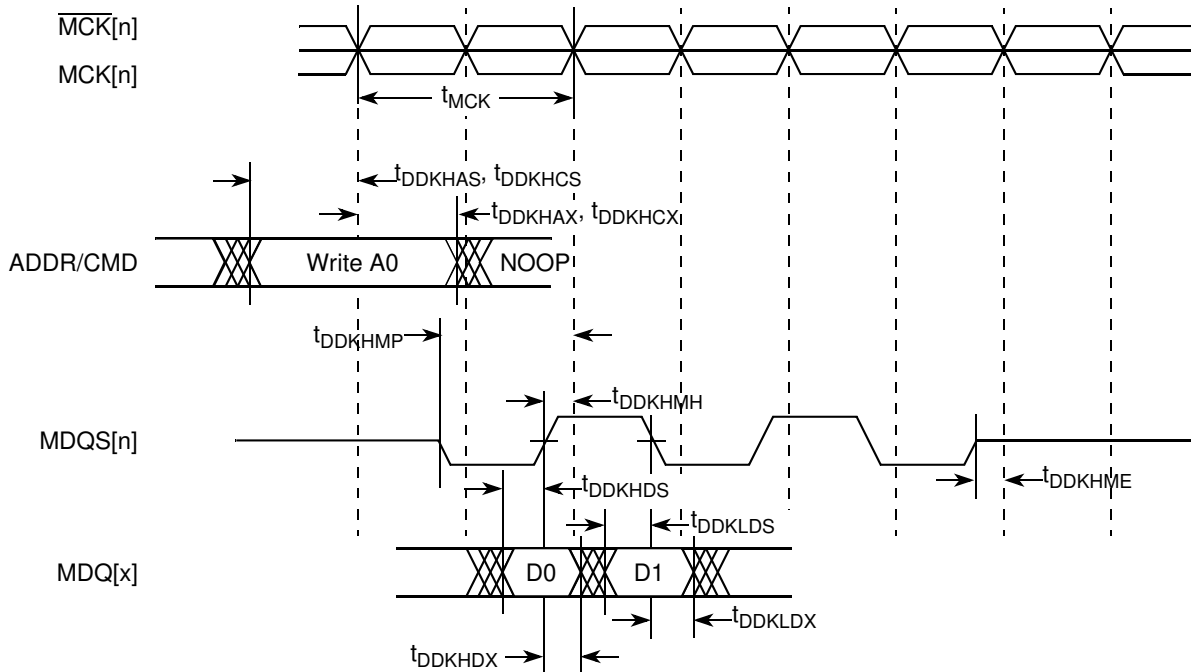 MCK[n]
MCK[n]
tMCK
tDDKHAS, tDDKHCS
tDDKHAX, tDDKHCX
ADDR/CMD
Write A0
NOOP
tDDKHMP
tDDKHMH
MDQS[n]
tDDKHME
tDDKHDS
tDDKLDS
MDQ[x]
D0
D1
tDDKLDX
tDDKHDX